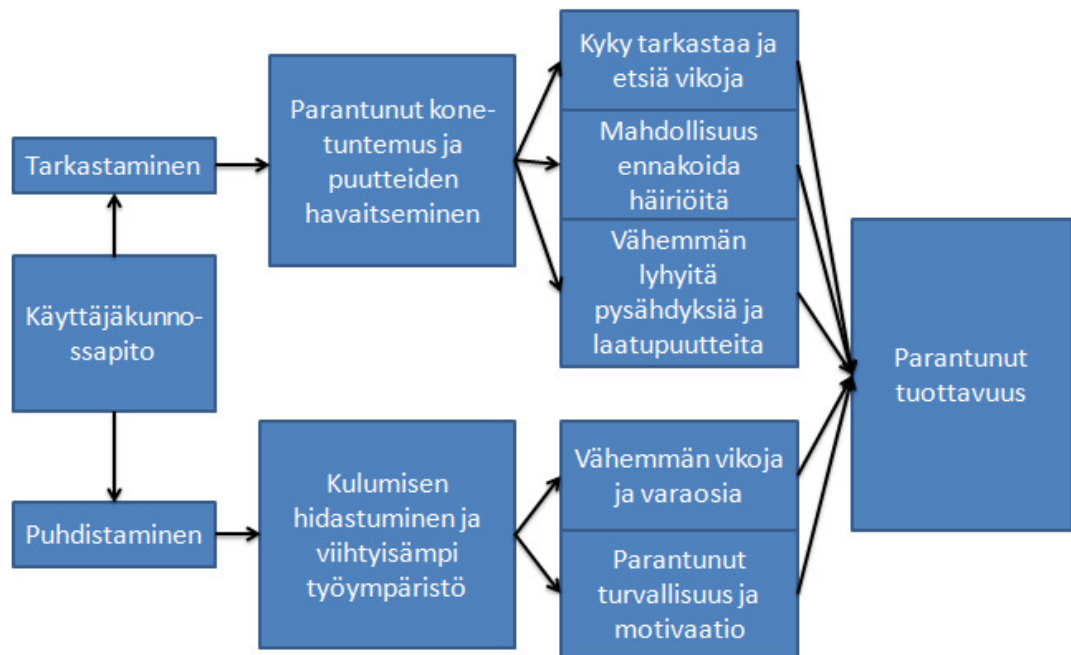 Tarkastaminen
Käyttäjäkunno-
ssapito
Puhdistaminen
Parantunut kone-
tuntemus ja
puutteiden
havaitseminen
Kulumisen
hidastuminen ja
viihtyisämpi
työympäristö
Kyky tarkastaa ja
etsiä vikoja
Mahdollisuus
ennakoida
häiriöitä
Vähemmän
lyhyitä
pysähdyksiä ja
laatupuutteita
Vähemmän vikoja
ja varaosia
Parantunut
turvallisuus ja
motivaatio
Parantunut
tuottavuus